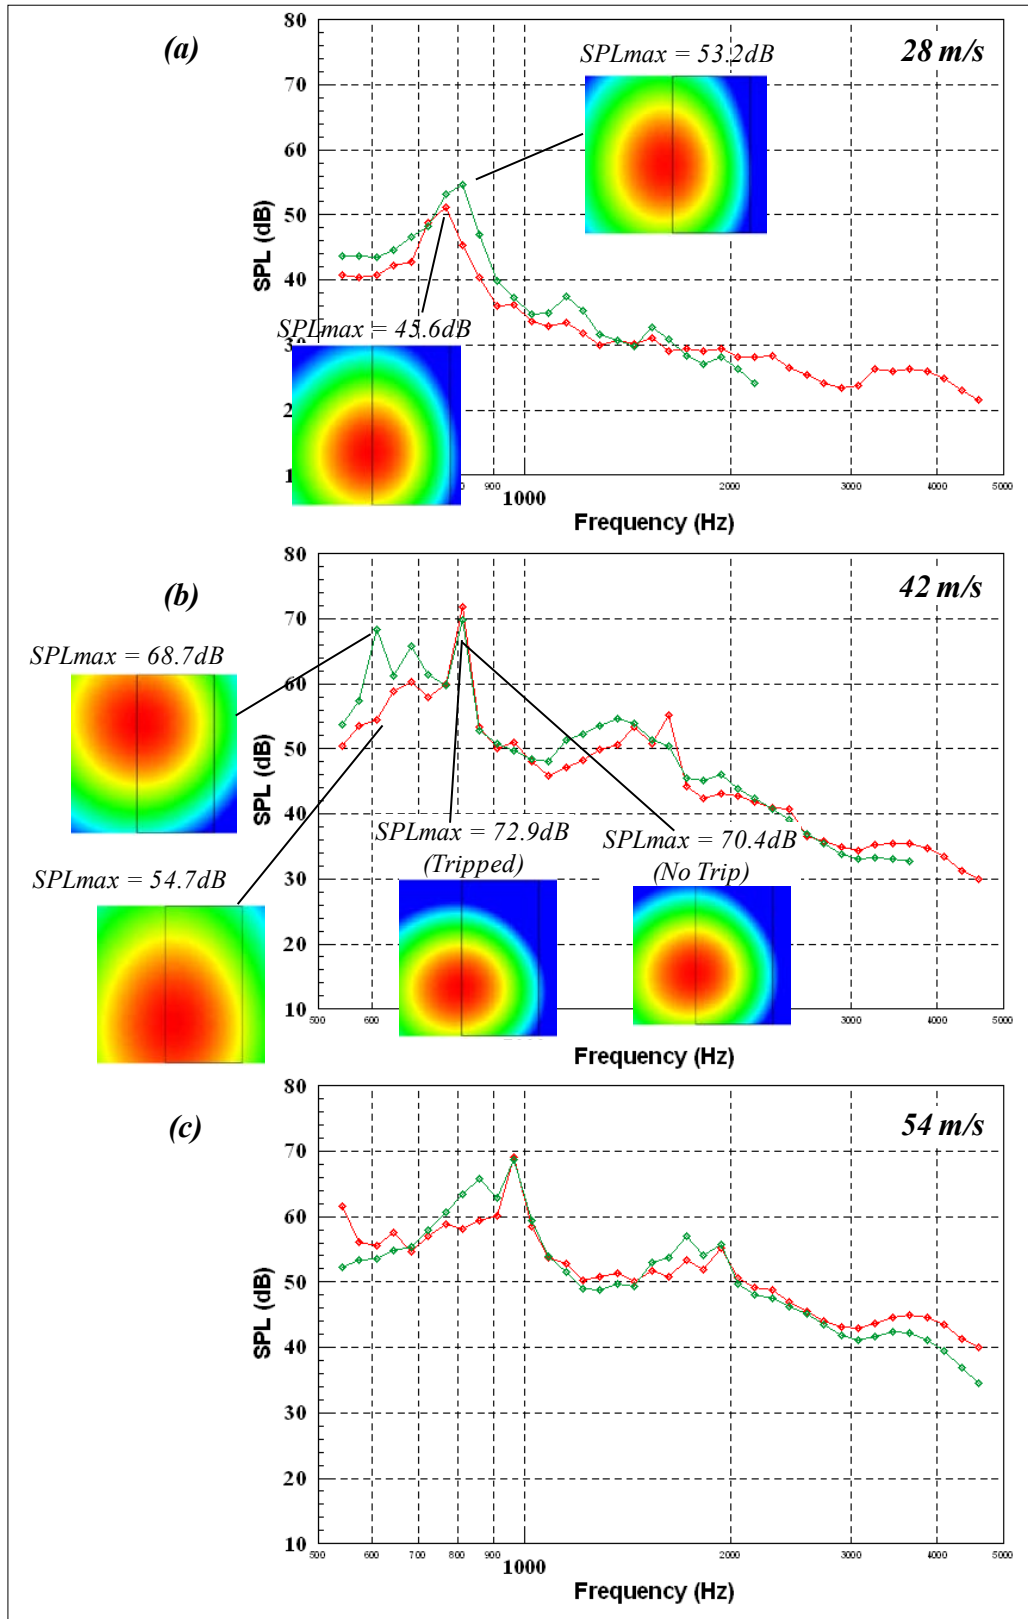 (a)
28 m/s
SPLmax = 53.2dB
80
70
60
50
40
30
SPL (dB)
SPLmax = 45.6dB
900
1000
2000
3000
4000
5000
Frequency (Hz)
(b)
42 m/s
80
70
60
50
40
30
20
10
SPL (dB)
SPLmax = 68.7dB
SPLmax = 54.7dB
SPLmax = 72.9dB
(Tripped)
SPLmax = 70.4dB
(No Trip)
500
600
3000
4000
5000
Frequency (Hz)
(c)
54 m/s
80
70
60
50
40
30
20
10
SPL (dB)
500
600
700
800
900
1000
2000
3000
4000
5000
Frequency (Hz)